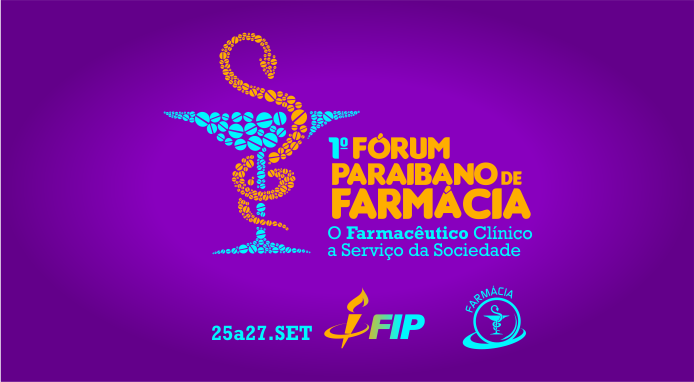 1º FÓRUM
PARAIBANO DE
FARMÁCIA
O Farmacêutico Clínico
a Serviço da Sociedade
25a27.SET
FIP
FARMÁCIA